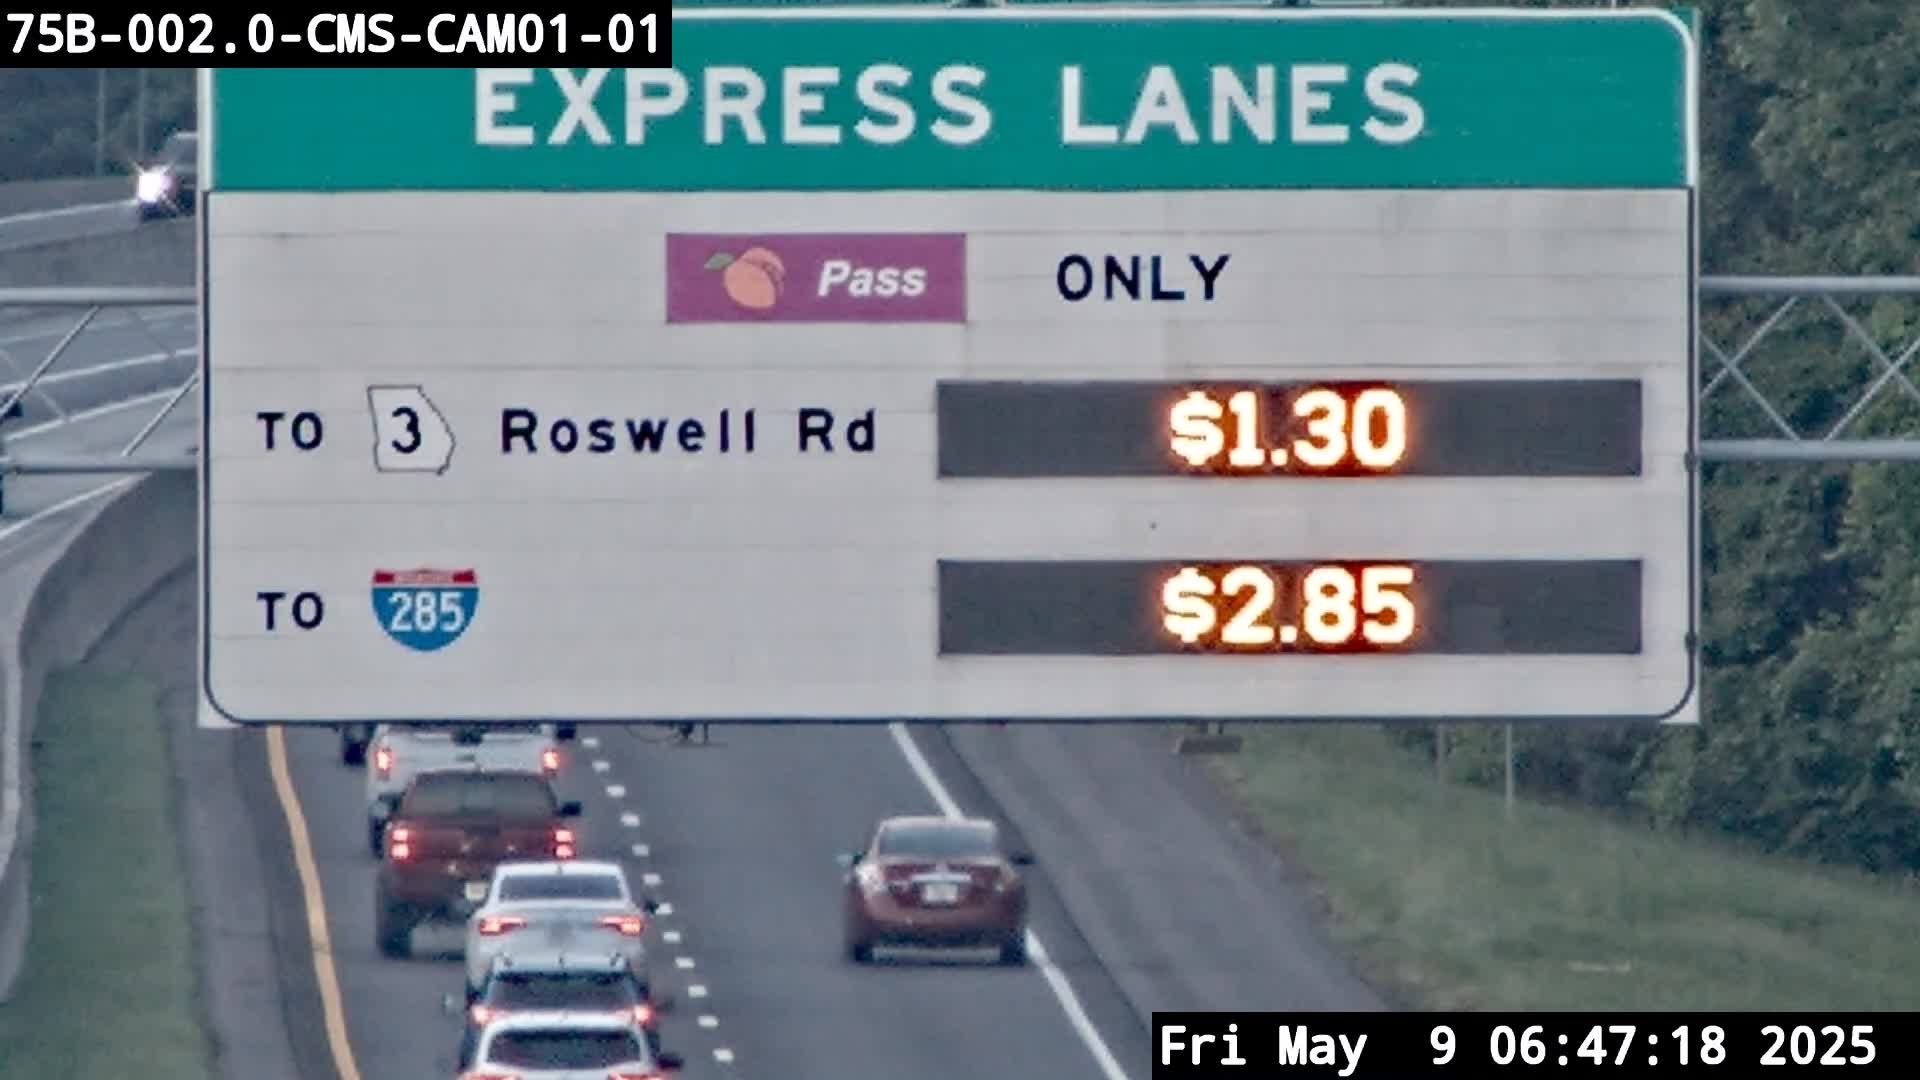 75B-002.0-CMS-CAM01-01
EXPRESS LANES
Pass ONLY
TO 3 Roswell Rd $1.30
TO 285 $2.85
Fri May 9 06:47:18 2025